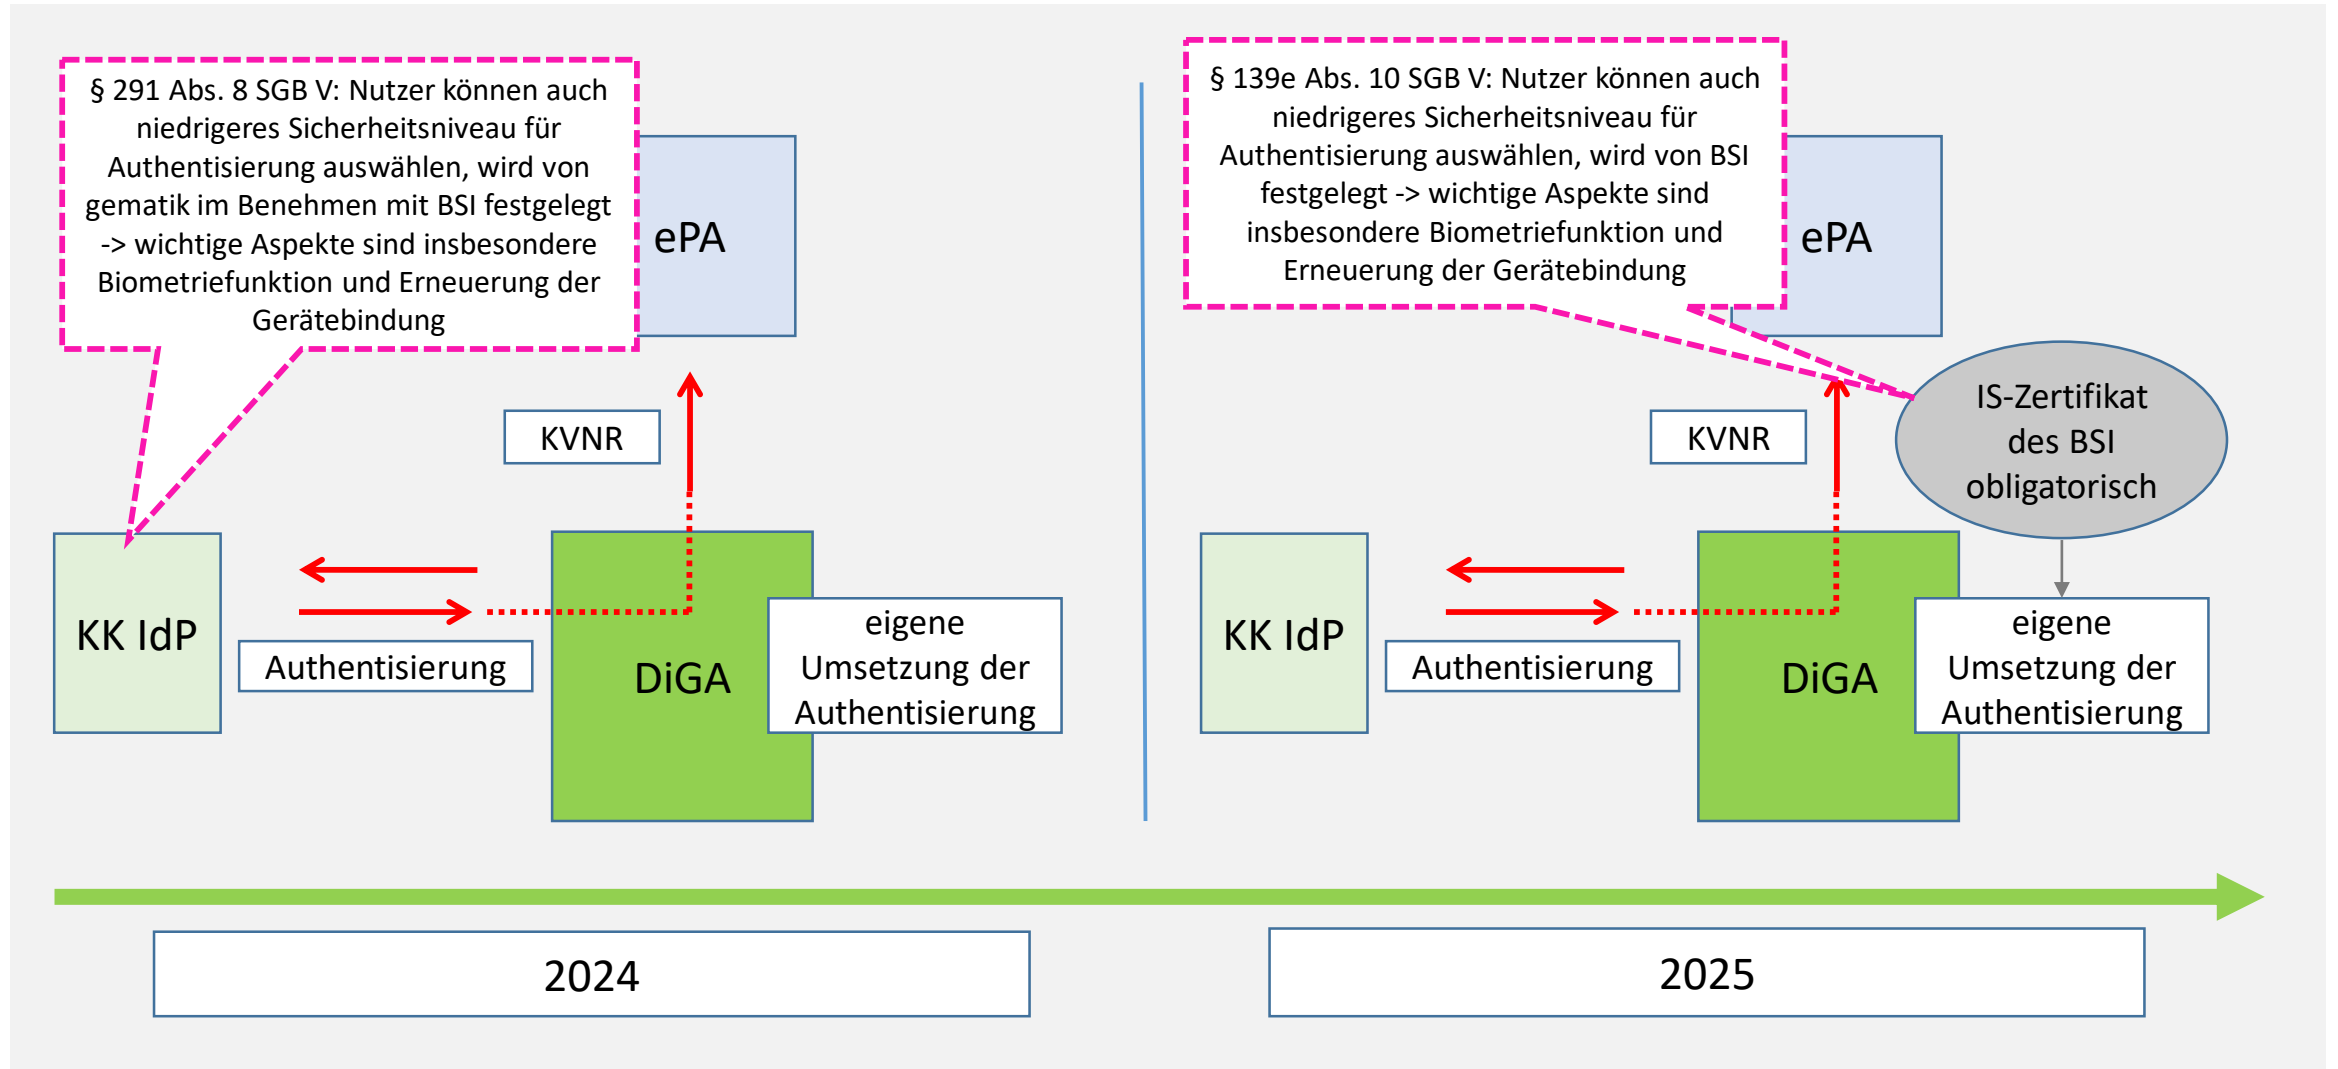 § 291 Abs. 8 SGB V: Nutzer können auch
niedrigeres Sicherheitsniveau für
Authentisierung auswählen, wird von
gematik im Benehmen mit BSI festgelegt
-> wichtige Aspekte sind insbesondere
Biometriefunktion und Erneuerung der
Gerätebindung
ePA
KVNR
KK IdP
Authentisierung
DiGA
eigene
Umsetzung der
Authentisierung
§ 139e Abs. 10 SGB V: Nutzer können auch
niedrigeres Sicherheitsniveau für
Authentisierung auswählen, wird von BSI
festgelegt -> wichtige Aspekte sind
insbesondere Biometriefunktion und
Erneuerung der Gerätebindung
ePA
IS-Zertifikat
des BSI
obligatorisch
KVNR
KK IdP
Authentisierung
DiGA
eigene
Umsetzung der
Authentisierung
2024
2025